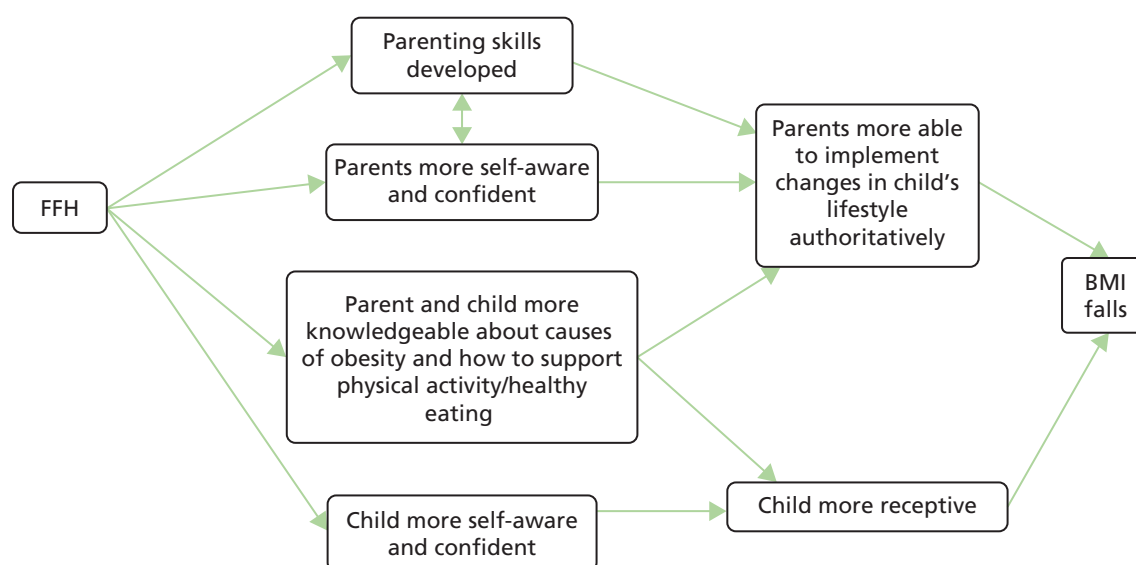 FFH
Parenting skills
developed
Parents more self-aware
and confident
Parent and child more
knowledgeable about causes
of obesity and how to support
physical activity/healthy
eating
Child more self-aware
and confident
Parents more able
to implement
changes in child’s
lifestyle
authoritatively
Child more receptive
BMI
falls